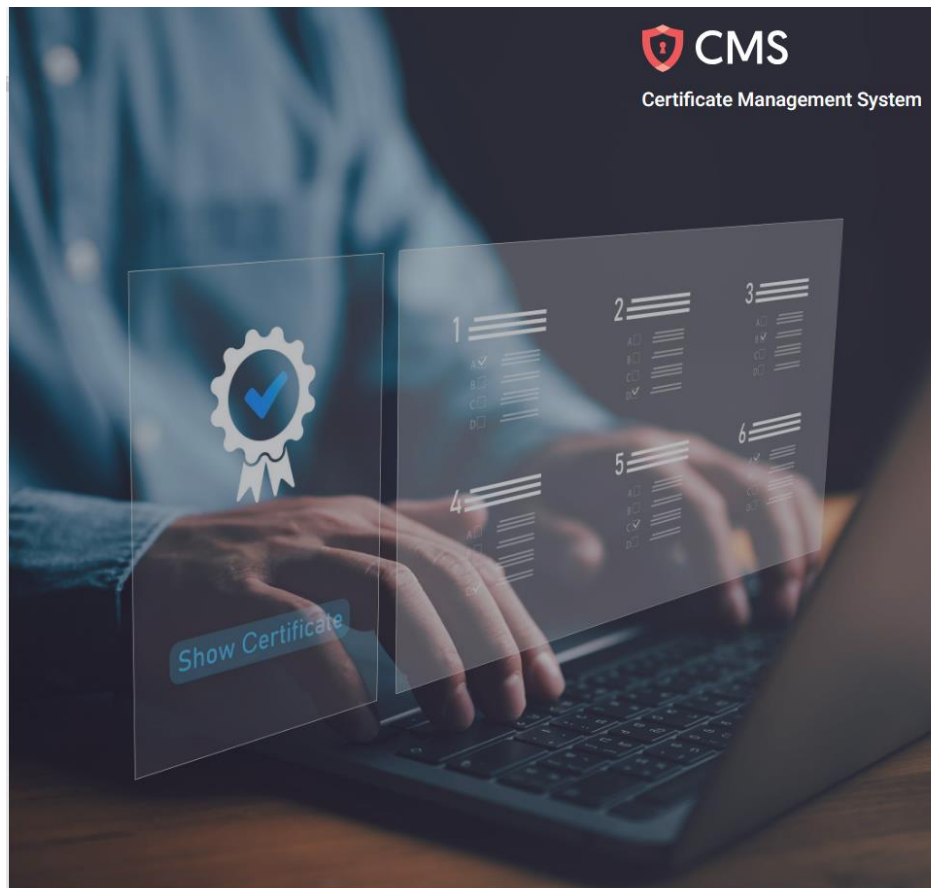 CMS
Certificate Management System
1
2
3
A
A
A
B
B
B
C
C
C
D
D
D
4
5
6
A
A
A
B
C
D
Show Certificate